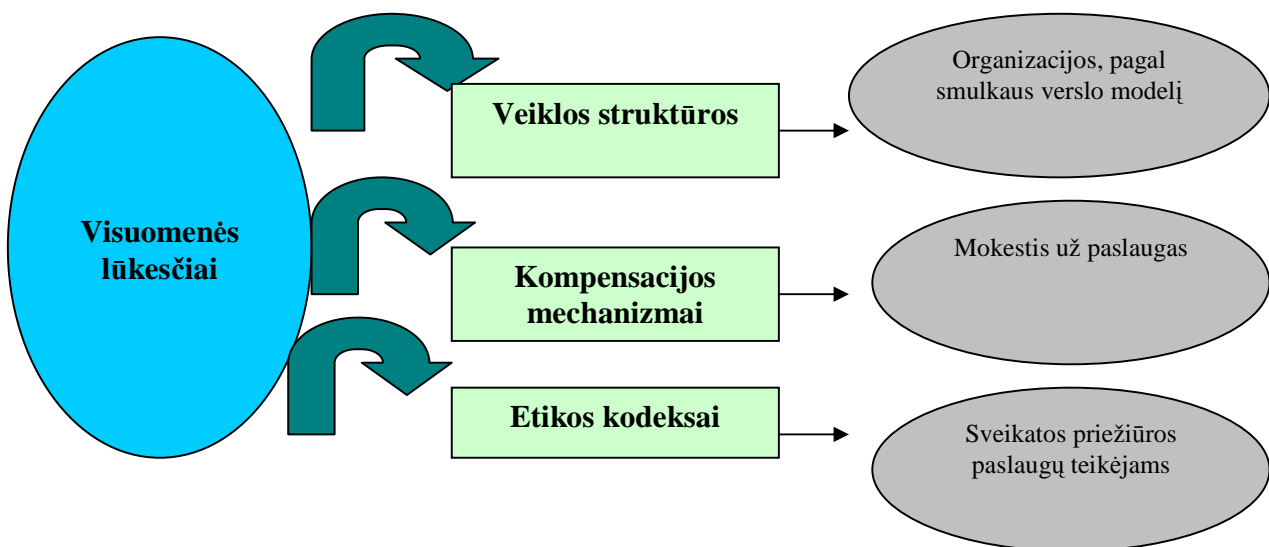 Visuomenės
lūkesčiai
Veiklos struktūros
Organizacijos, pagal
smulkaus verslo modelį
Kompensacijos
mechanizmai
Mokestis už paslaugas
Etikos kodeksai
Sveikatos priežiūros
paslaugų teikėjams